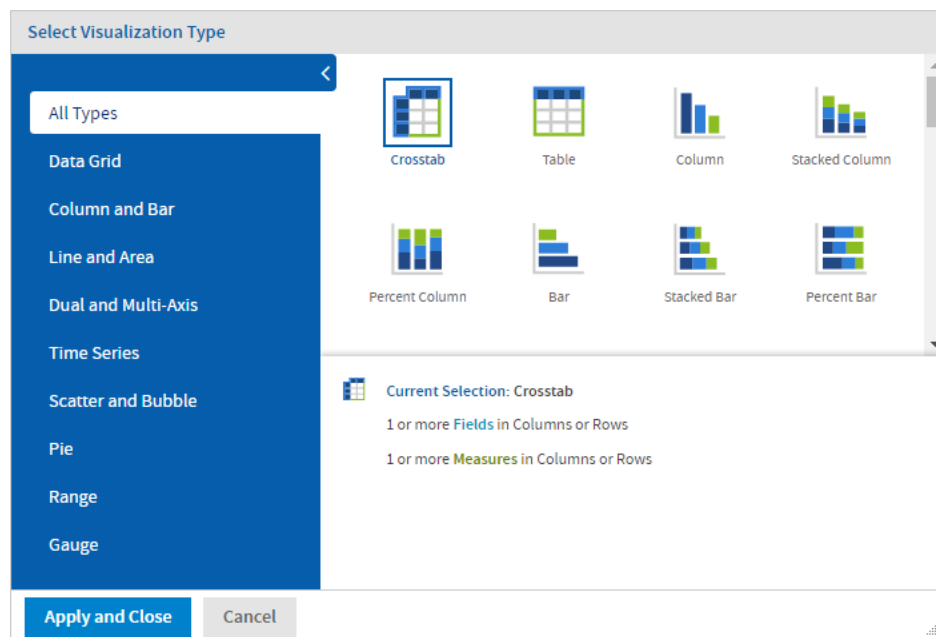 Select Visualization Type
All Types
Data Grid
Column and Bar
Line and Area
Dual and Multi-Axis
Time Series
Scatter and Bubble
Pie
Range
Gauge
Crosstab
Table
Column
Stacked Column
Percent Column
Bar
Stacked Bar
Percent Bar
Current Selection: Crosstab
1 or more Fields in Columns or Rows
1 or more Measures in Columns or Rows
Apply and Close
Cancel